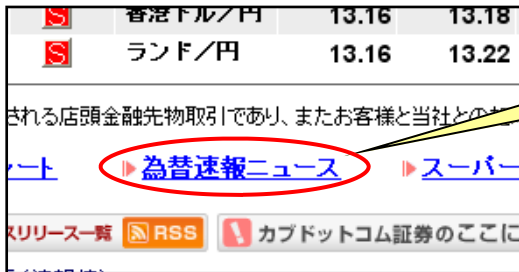 S 香港ドル／円 13.16 13.18
S ランド／円 13.16 13.22
される店頭金融先物取引であり、またお客様と当社との
ート 為替速報ニュース スーパー
スリリース一覧 RSS カブドットコム証券のここに